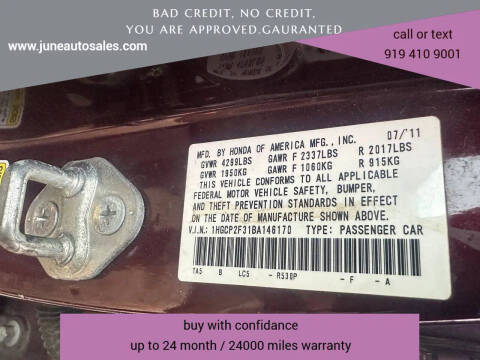 BAD CREDIT, NO CREDIT,
YOU ARE APPROVED.GAURANTED
www.juneautosales.com
call or text
919 410 9001
MFD. BY HONDA OF AMERICA MFG., INC. 07/'11
GVWR 4299LBS GAWR F 2337LBS R 2017LBS
GVWR 1950KG GAWR F 1060KG R 915KG
THIS VEHICLE CONFORMS TO ALL APPLICABLE
FEDERAL MOTOR VEHICLE SAFETY, BUMPER,
AND THEFT PREVENTION STANDARDS IN EFFECT
ON THE DATE OF MANUFACTURE SHOWN ABOVE.
V.I.N.: 1HGCP2F31BA146170 TYPE: PASSENGER CAR
TA5 B LC5 -R530P -F -A
buy with confidence
up to 24 month / 24000 miles warranty